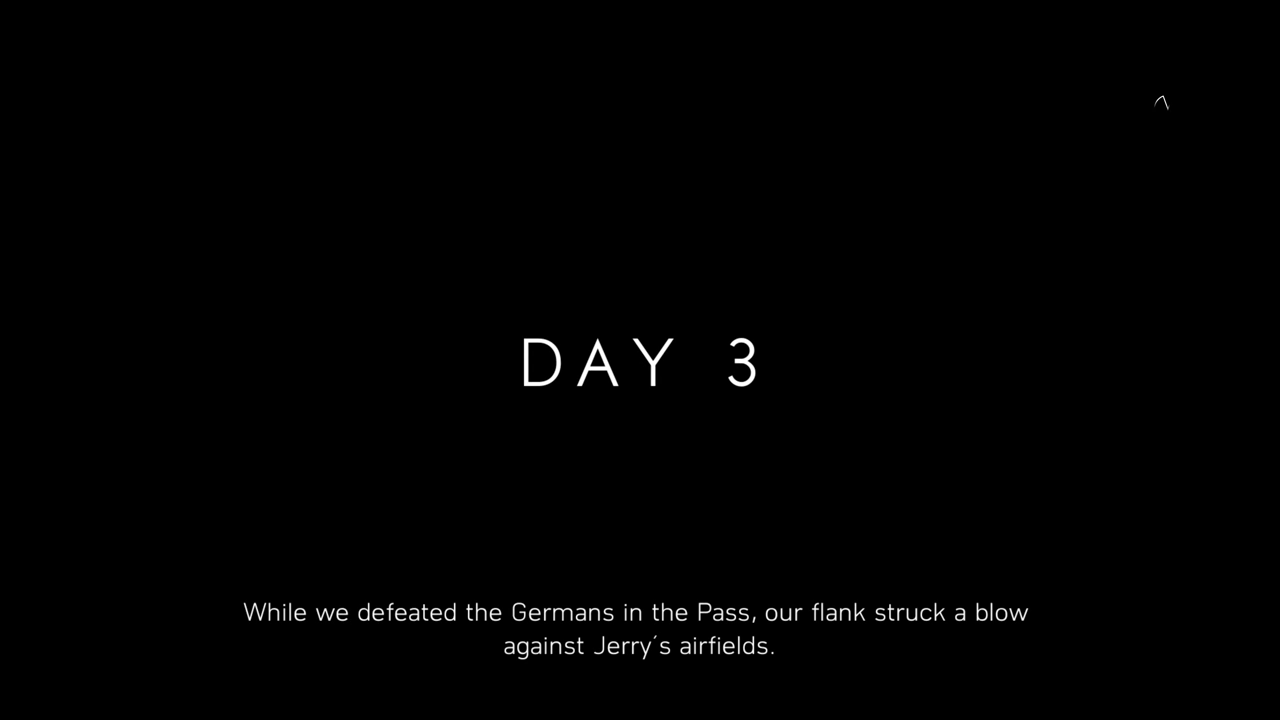 DAY 3
While we defeated the Germans in the Pass, our flank struck a blow
against Jerry´s airfields.